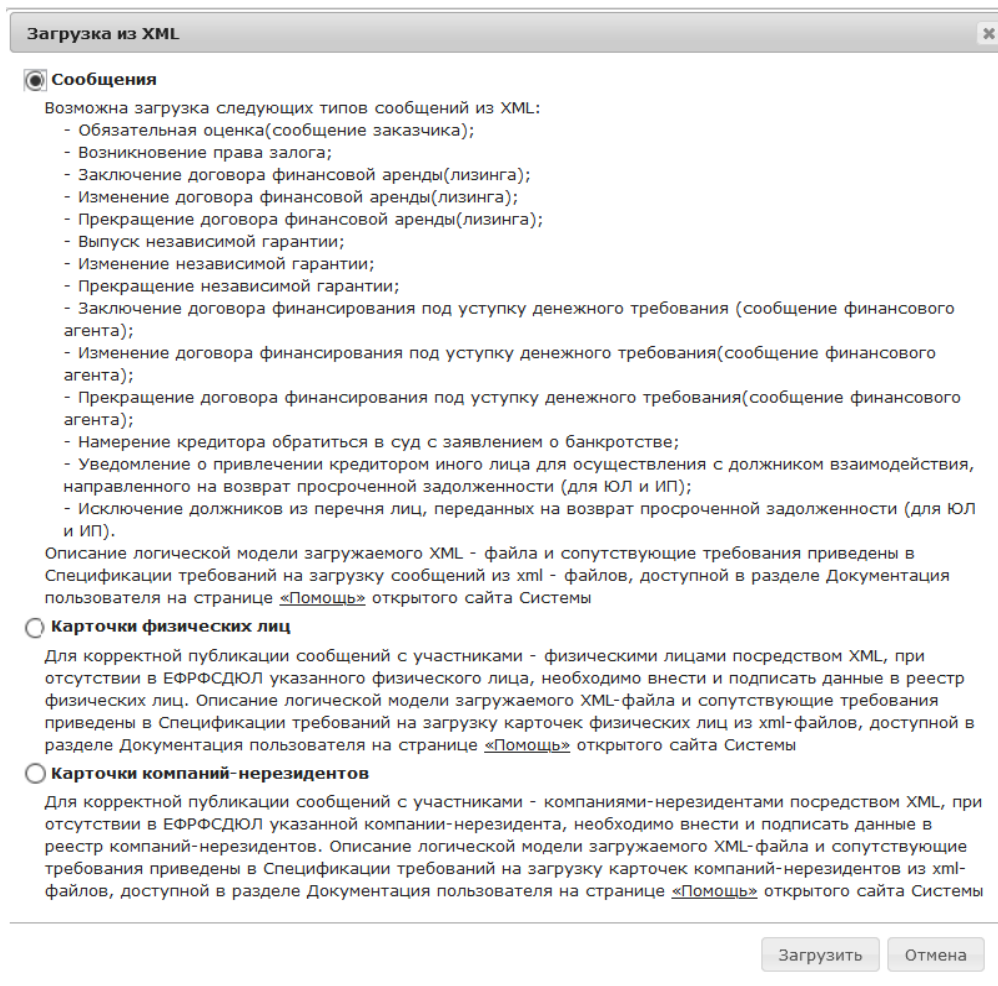 Загрузка из XML
Сообщения
Возможна загрузка следующих типов сообщений из XML:
- Обязательная оценка(сообщение заказчика);
- Возникновение права залога;
- Заключение договора финансовой аренды(лизинга);
- Изменение договора финансовой аренды(лизинга);
- Прекращение договора финансовой аренды(лизинга);
- Выпуск независимой гарантии;
- Изменение независимой гарантии;
- Прекращение независимой гарантии;
- Заключение договора финансирования под уступку денежного требования (сообщение финансового
агента);
- Изменение договора финансирования под уступку денежного требования(сообщение финансового
агента);
- Прекращение договора финансирования под уступку денежного требования(сообщение финансового
агента);
- Намерение кредитора обратиться в суд с заявлением о банкротстве;
- Уведомление о привлечении кредитором иного лица для осуществления с должником взаимодействия,
направленного на возврат просроченной задолженности (для ЮЛ и ИП);
- Исключение должников из перечня лиц, переданных на возврат просроченной задолженности (для ЮЛ
и ИП).
Описание логической модели загружаемого XML - файла и сопутствующие требования приведены в
Спецификации требований на загрузку сообщений из xml - файлов, доступной в разделе Документация
пользователя на странице «Помощь» открытого сайта Системы
Карточки физических лиц
Для корректной публикации сообщений с участниками - физическими лицами посредством XML, при
отсутствии в ЕФРФСДЮЛ указанного физического лица, необходимо внести и подписать данные в реестр
физических лиц. Описание логической модели загружаемого XML-файла и сопутствующие требования
приведены в Спецификации требований на загрузку карточек физических лиц из xml-файлов, доступной в
разделе Документация пользователя на странице «Помощь» открытого сайта Системы
Карточки компаний-нерезидентов
Для корректной публикации сообщений с участниками - компаниями-нерезидентами посредством XML, при
отсутствии в ЕФРФСДЮЛ указанной компании-нерезидента, необходимо внести и подписать данные в
реестр компаний-нерезидентов. Описание логической модели загружаемого XML-файла и сопутствующие
требования приведены в Спецификации требований на загрузку карточек компаний-нерезидентов из xml-
файлов, доступной в разделе Документация пользователя на странице «Помощь» открытого сайта Системы
Загрузить Отмена